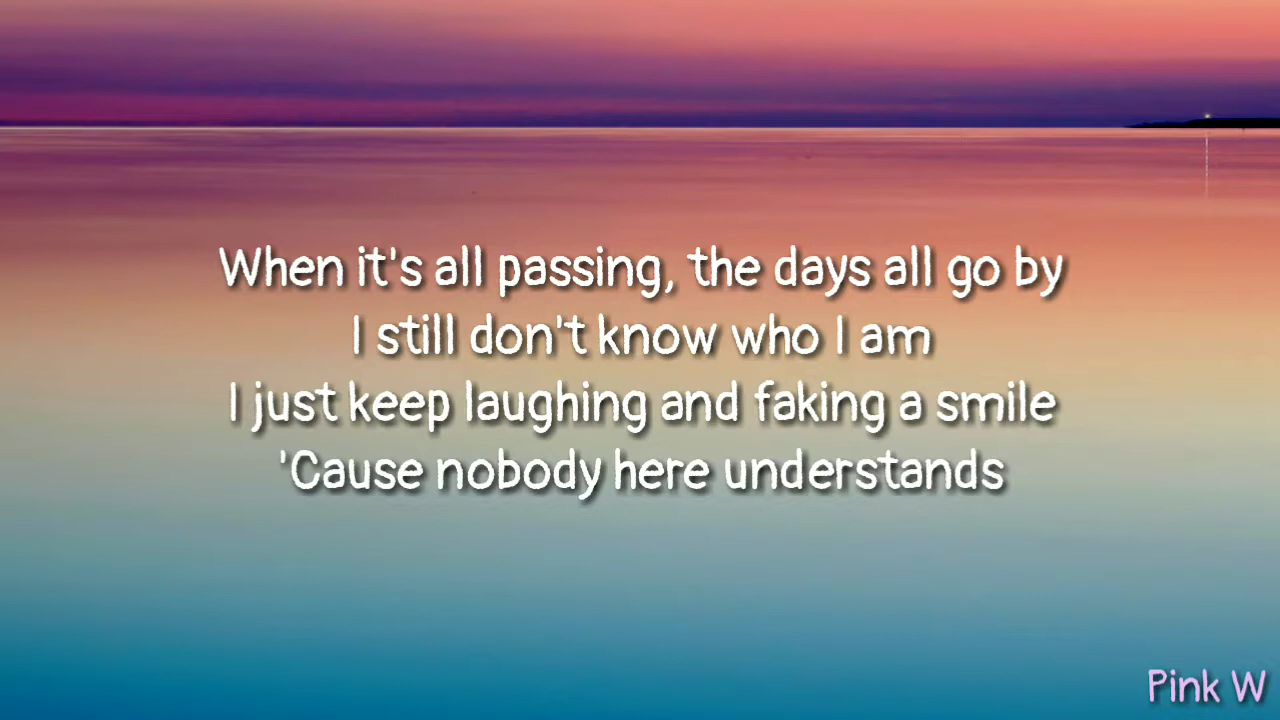 When it's all passing, the days all go by
I still don't know who I am
I just keep laughing and faking a smile
'Cause nobody here understands
Pink W